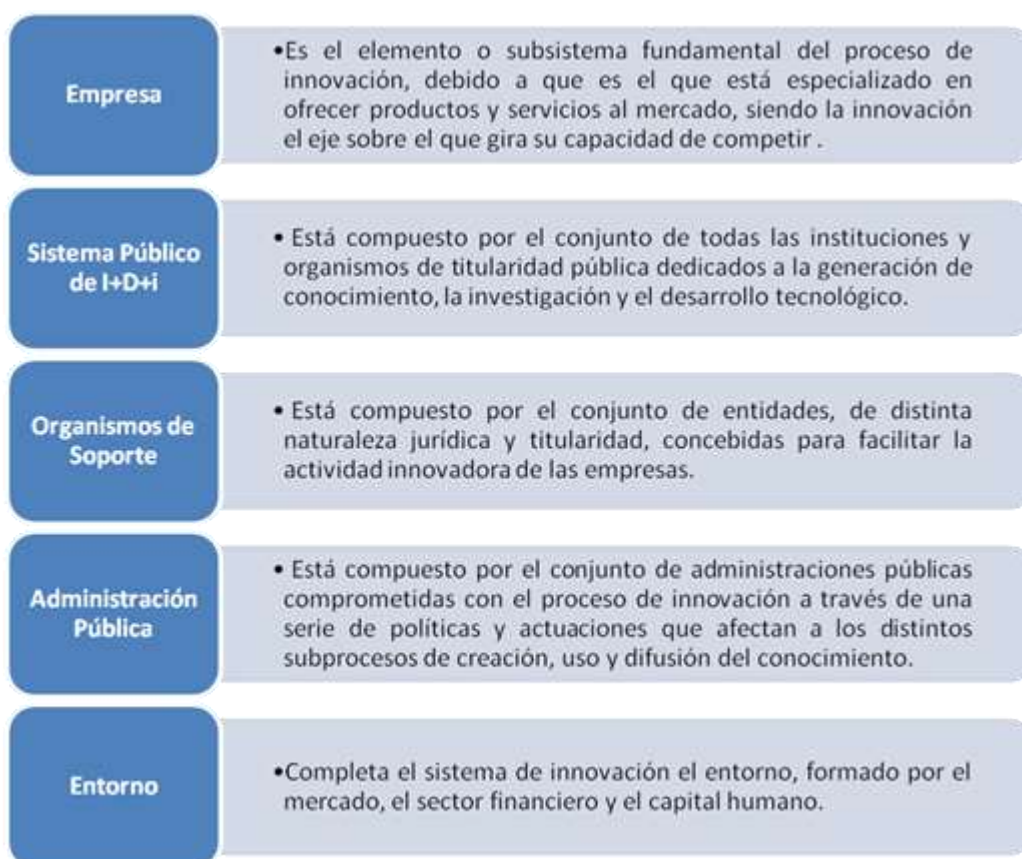 Empresa
•Es el elemento o subsistema fundamental del proceso de
innovación, debido a que es el que está especializado en
ofrecer productos y servicios al mercado, siendo la innovación
el eje sobre el que gira su capacidad de competir .
Sistema Público
de I+D+i
• Está compuesto por el conjunto de todas las instituciones y
organismos de titularidad pública dedicados a la generación de
conocimiento, la investigación y el desarrollo tecnológico.
Organismos de
Soporte
• Está compuesto por el conjunto de entidades, de distinta
naturaleza jurídica y titularidad, concebidas para facilitar la
actividad innovadora de las empresas.
Administración
Pública
• Está compuesto por el conjunto de administraciones públicas
comprometidas con el proceso de innovación a través de una
serie de políticas y actuaciones que afectan a los distintos
subprocesos de creación, uso y difusión del conocimiento.
Entorno
•Completa el sistema de innovación el entorno, formado por el
mercado, el sector financiero y el capital humano.